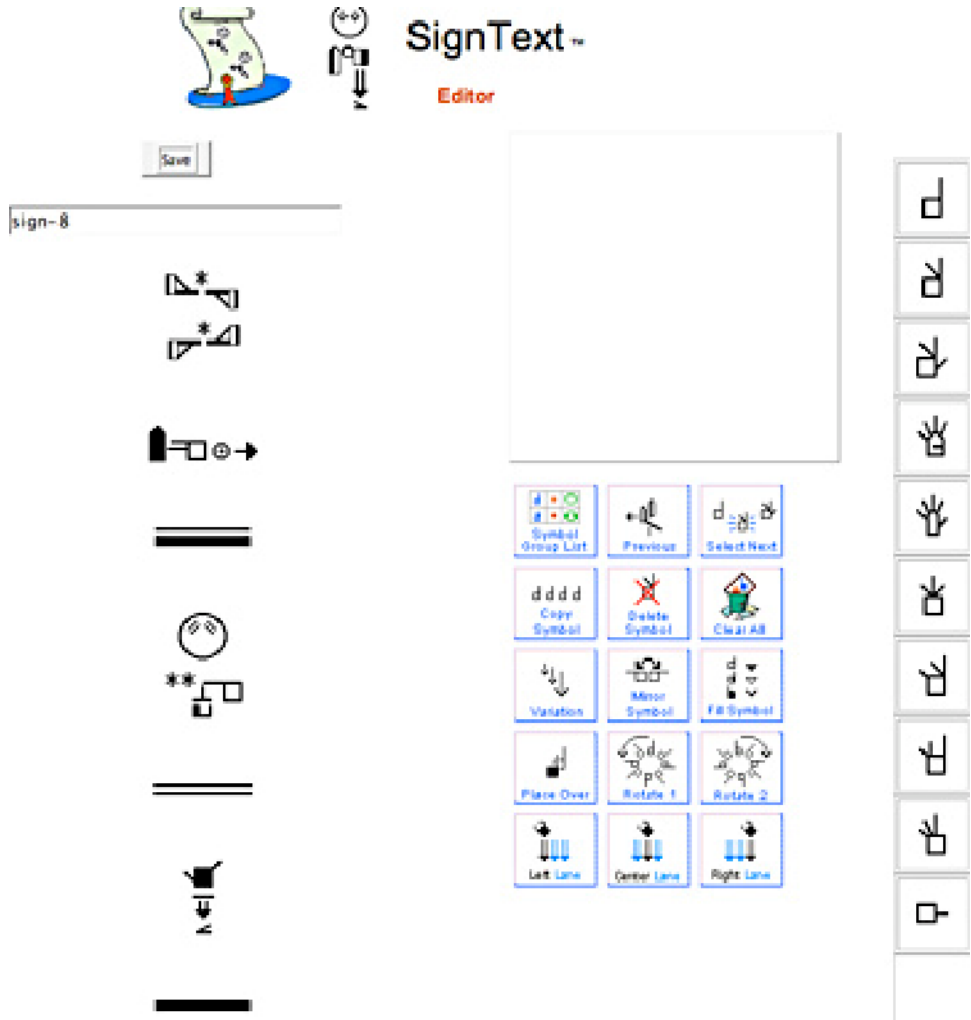 SignText™
Editor
Save
sign-8
Symbol
Group List
Previous
Select Next
Copy
Symbol
Delete
Symbol
Clear All
Variation
Mirror
Symbol
Fill Symbol
Place Over
Rotate 1
Rotate 2
Left Lane
Center Lane
Right Lane